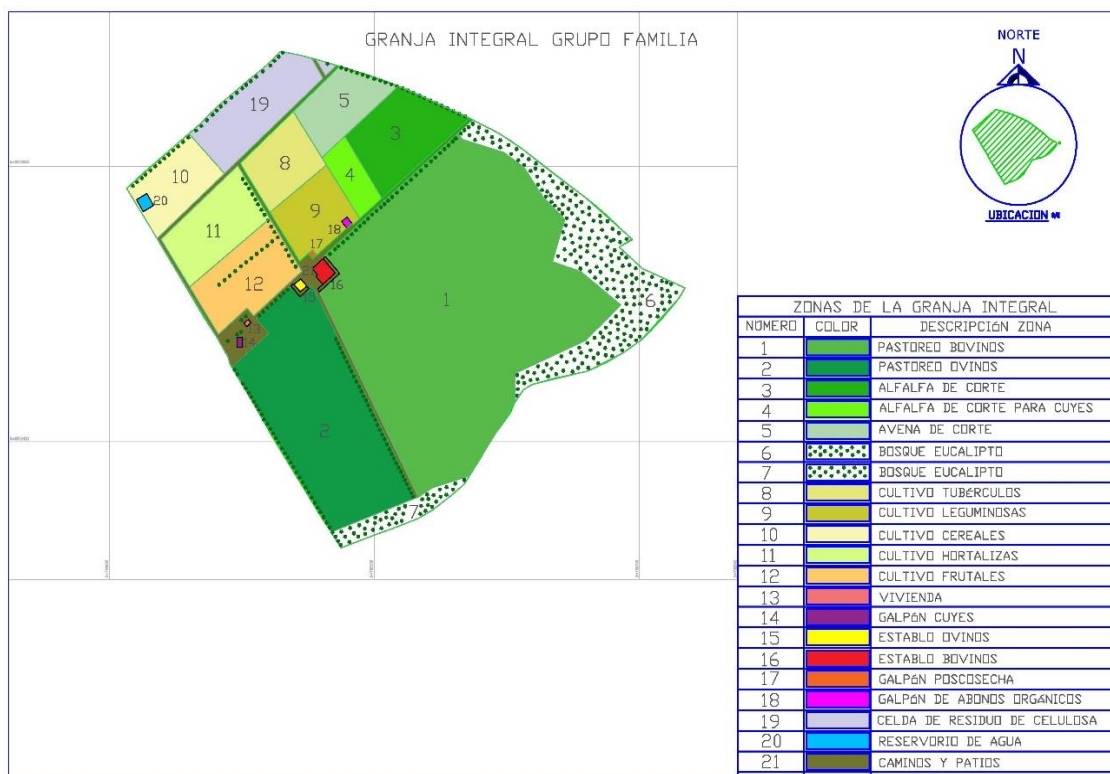 GRANJA INTEGRAL GRUPO FAMILIA
NORTE
N
UBICACION
19
5
3
8
10
4
20
9
18
11
17
21
16
12
15
1
6
13
14
2
7
ZONAS DE LA GRANJA INTEGRAL
NÚMERO COLOR DESCRIPCIÓN ZONA
1 PASTOREO BOVINOS
2 PASTOREO OVINOS
3 ALFALFA DE CORTE
4 ALFALFA DE CORTE PARA CUYES
5 AVENA DE CORTE
6 BOSQUE EUCALIPTO
7 BOSQUE EUCALIPTO
8 CULTIVO TUBÉRCULOS
9 CULTIVO LEGUMINOSAS
10 CULTIVO CEREALES
11 CULTIVO HORTALIZAS
12 CULTIVO FRUTALES
13 VIVIENDA
14 GALPÓN CUYES
15 ESTABLO OVINOS
16 ESTABLO BOVINOS
17 GALPÓN POSCOSECHA
18 GALPÓN DE ABONOS ORGÁNICOS
19 CELDA DE RESIDUO DE CELULOSA
20 RESERVORIO DE AGUA
21 CAMINOS Y PATIOS